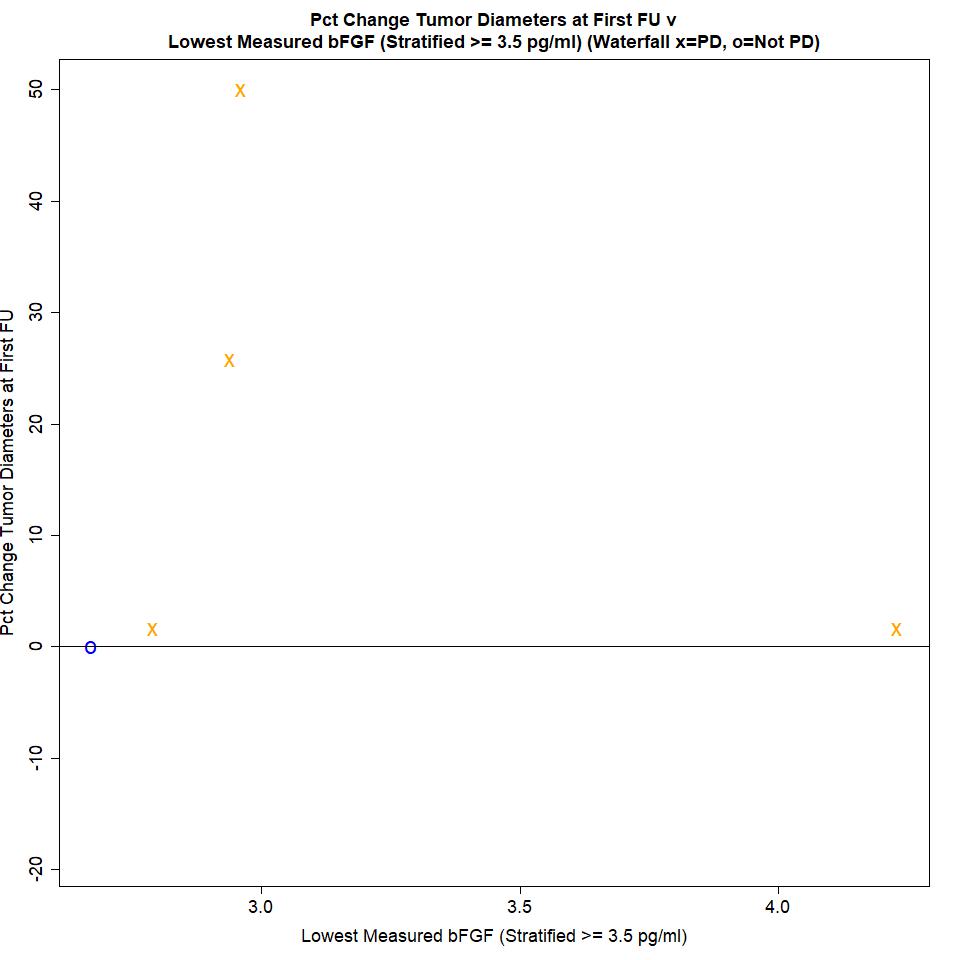 Pct Change Tumor Diameters at First FU v
Lowest Measured bFGF (Stratified >= 3.5 pg/ml) (Waterfall x=PD, o=Not PD)
Pct Change Tumor Diameters at First FU
50
40
30
20
10
0
-10
-20
X
X
X
X
O
3.0
3.5
4.0
Lowest Measured bFGF (Stratified >= 3.5 pg/ml)